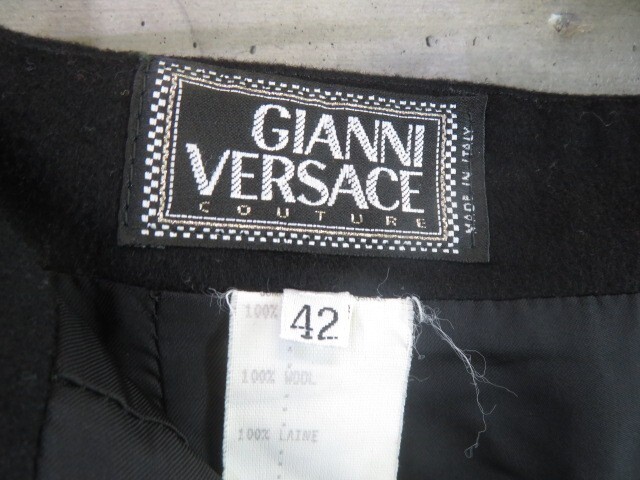 GIANNI
VERSACE
COUTURE
MADE IN ITALY
42
100%
100% WOOL
100% LAINE